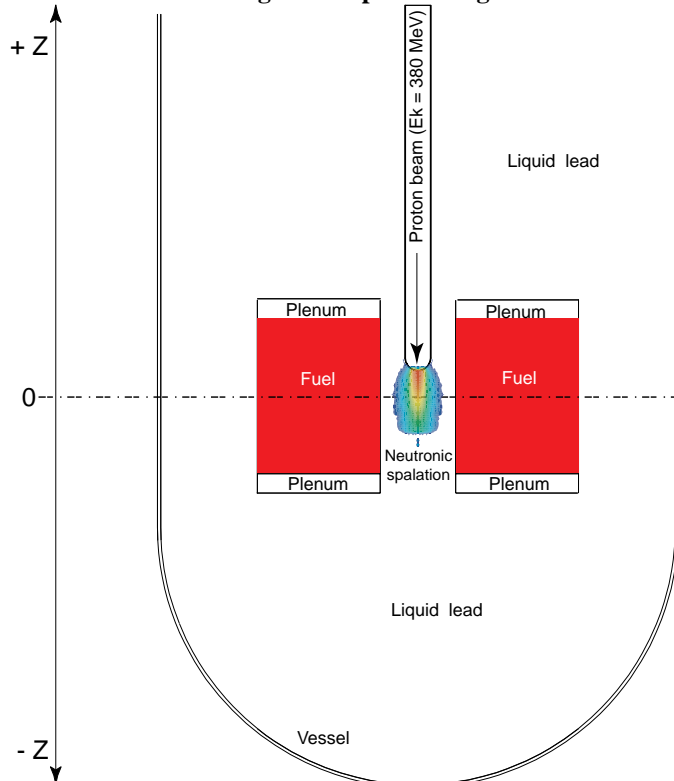 + Z
Proton beam (Ek = 380 MeV)
Liquid lead
Plenum
Plenum
Fuel
Fuel
0
Neutronic
spalation
Plenum
Plenum
Liquid lead
Vessel
- Z